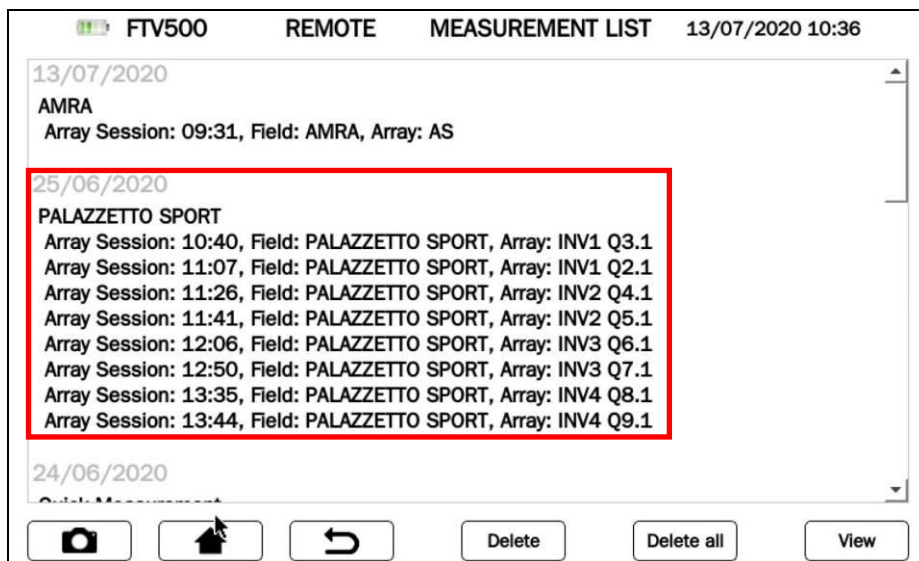 FTV500 REMOTE MEASUREMENT LIST 13/07/2020 10:36
13/07/2020
AMRA
Array Session: 09:31, Field: AMRA, Array: AS
25/06/2020
PALAZZETTO SPORT
Array Session: 10:40, Field: PALAZZETTO SPORT, Array: INV1 Q3.1
Array Session: 11:07, Field: PALAZZETTO SPORT, Array: INV1 Q2.1
Array Session: 11:26, Field: PALAZZETTO SPORT, Array: INV2 Q4.1
Array Session: 11:41, Field: PALAZZETTO SPORT, Array: INV2 Q5.1
Array Session: 12:06, Field: PALAZZETTO SPORT, Array: INV3 Q6.1
Array Session: 12:50, Field: PALAZZETTO SPORT, Array: INV3 Q7.1
Array Session: 13:35, Field: PALAZZETTO SPORT, Array: INV4 Q8.1
Array Session: 13:44, Field: PALAZZETTO SPORT, Array: INV4 Q9.1
24/06/2020
Quick Measurement
Delete Delete all View